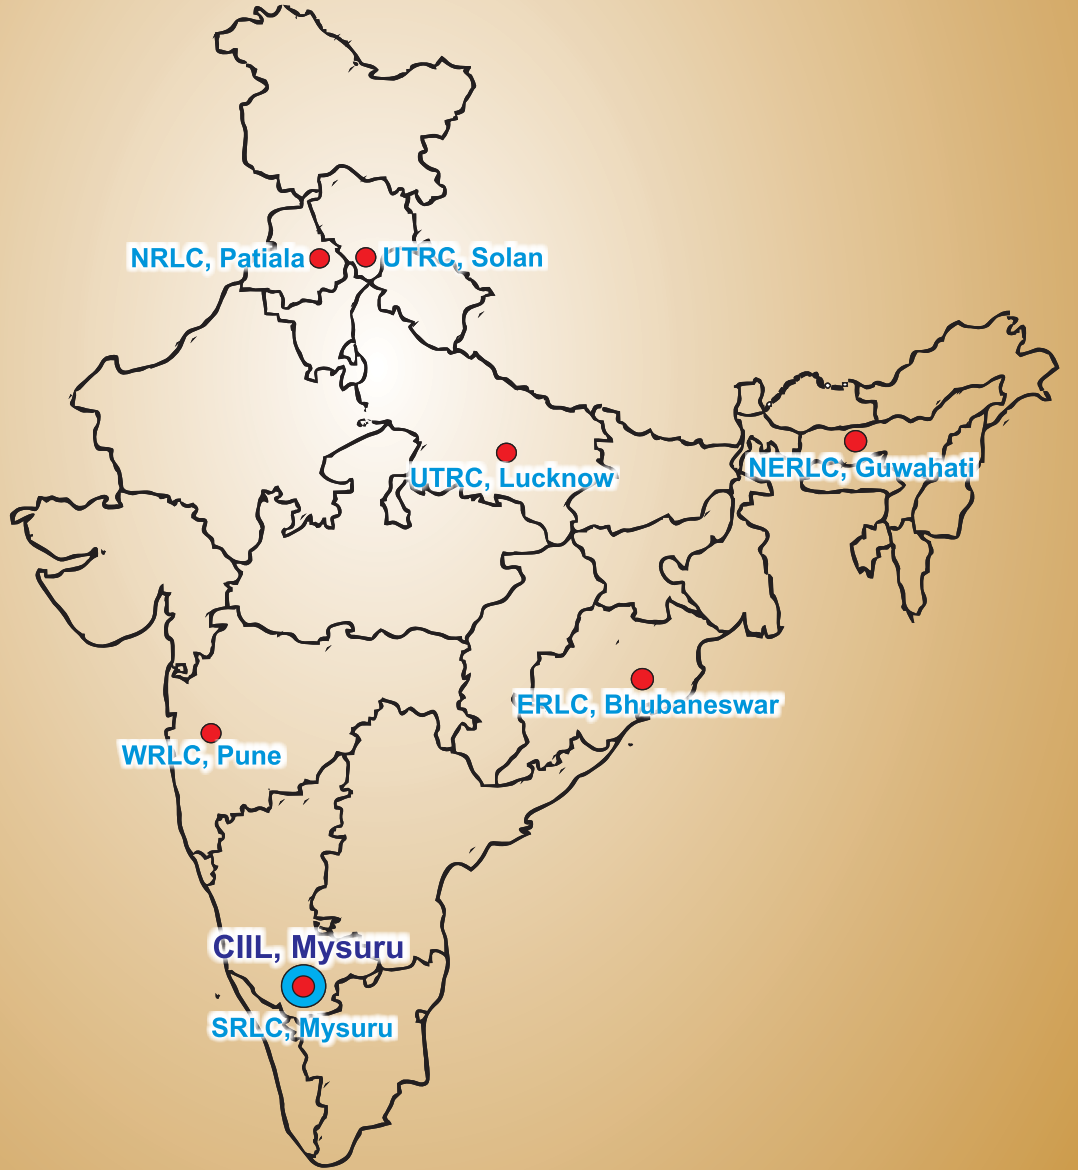 NRLC, Patiala
UTRC, Solan
UTRC, Lucknow
NERLC, Guwahati
ERLC, Bhubaneswar
WRLC, Pune
CIIL, Mysuru
SRLC, Mysuru